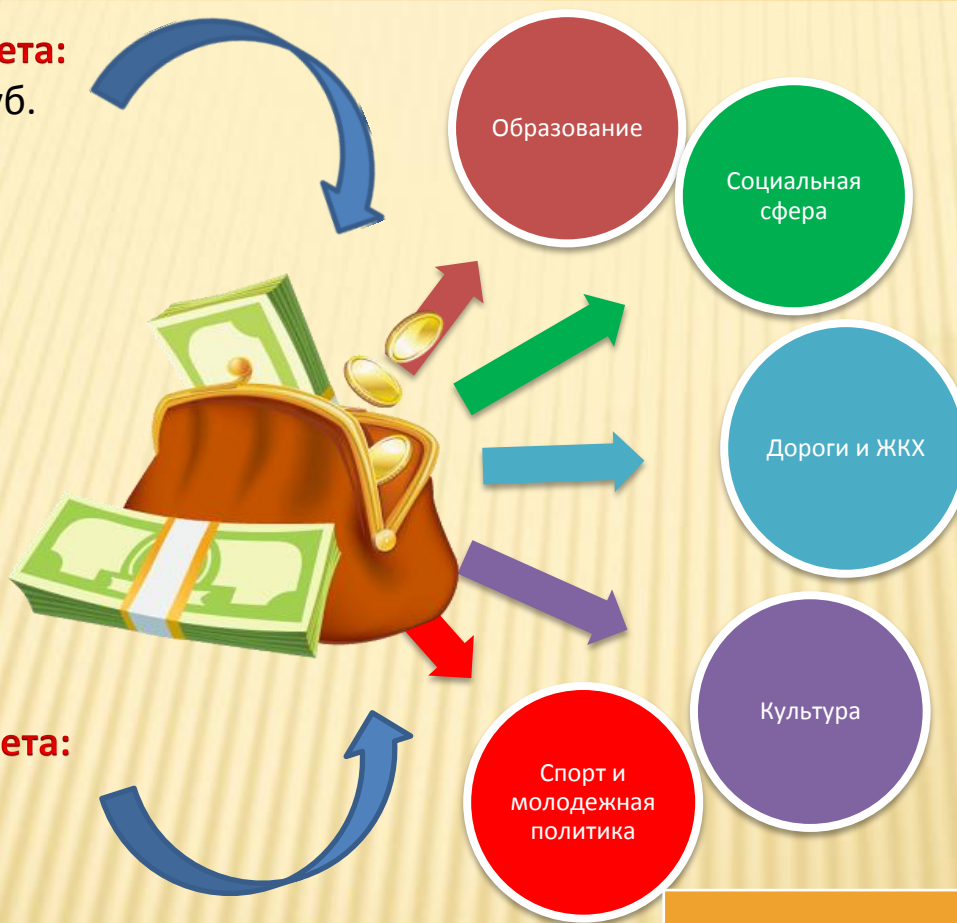 ета:
уб.
Образование
Социальная
сфера
Дороги и ЖКХ
Культура
ета:
Спорт и
молодежная
политика